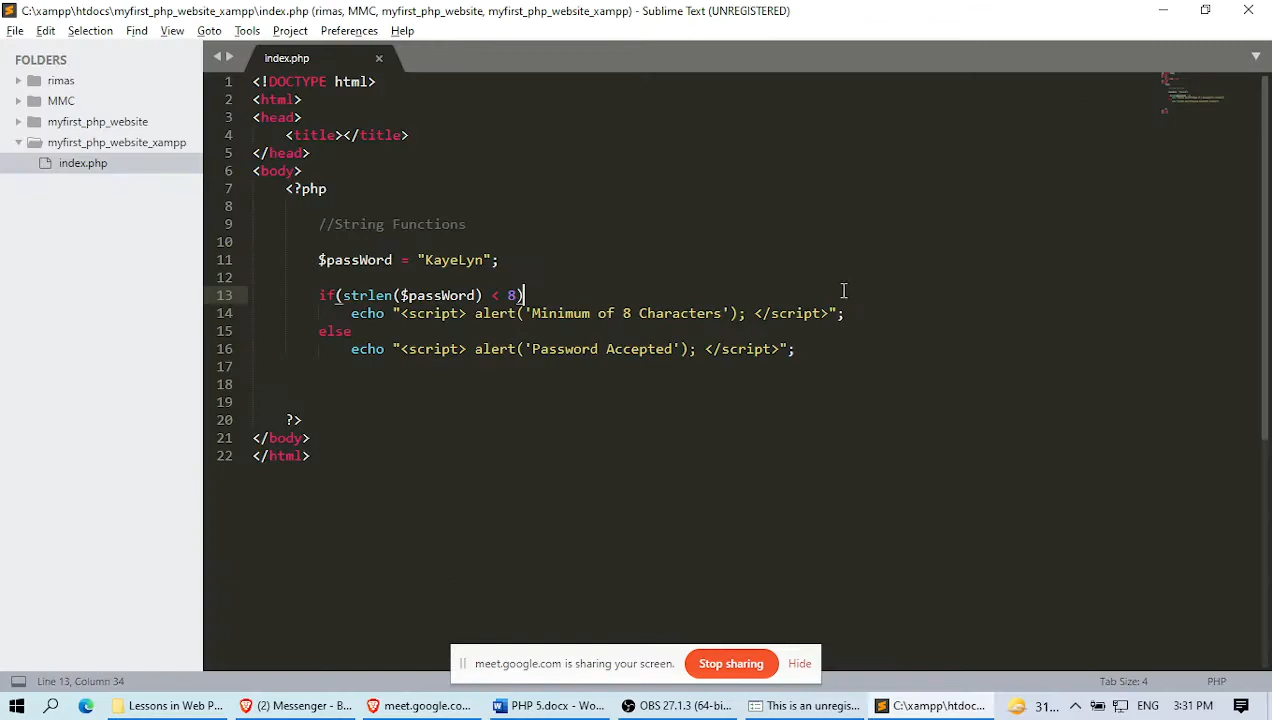 C:\xampp\htdocs\myfirst_php_website_xampp\index.php (rimas, MMC, myfirst_php_website, myfirst_php_website_xampp) - Sublime Text (UNREGISTERED)
File Edit Selection Find View Goto Tools Project Preferences Help
FOLDERS
rimas
MMC
myfirst_php_website
myfirst_php_website_xampp
index.php
index.php
1 <!DOCTYPE html>
2 <html>
3 <head>
4 <title></title>
5 </head>
6 <body>
7 <?php
8
9 //String Functions
10
11 $passWord = "KayeLyn";
12
13 if(strlen($passWord) < 8)
14 echo "<script> alert('Minimum of 8 Characters'); </script>";
15 else
16 echo "<script> alert('Password Accepted'); </script>";
17
18
19
20 ?>
21 </body>
22 </html>
meet.google.com is sharing your screen. Stop sharing Hide
Line 13, Column 34 Tab Size: 4 PHP
Lessons in Web P... (2) Messenger - B... meet.google.co... PHP 5.docx - Wo... OBS 27.1.3 (64-bi... This is an unregis... C:\xampp\htdoc... 31... ENG 3:31 PM